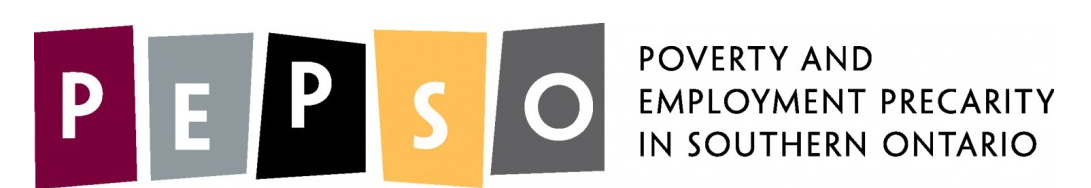 PEPSO
POVERTY AND
EMPLOYMENT PRECARITY
IN SOUTHERN ONTARIO